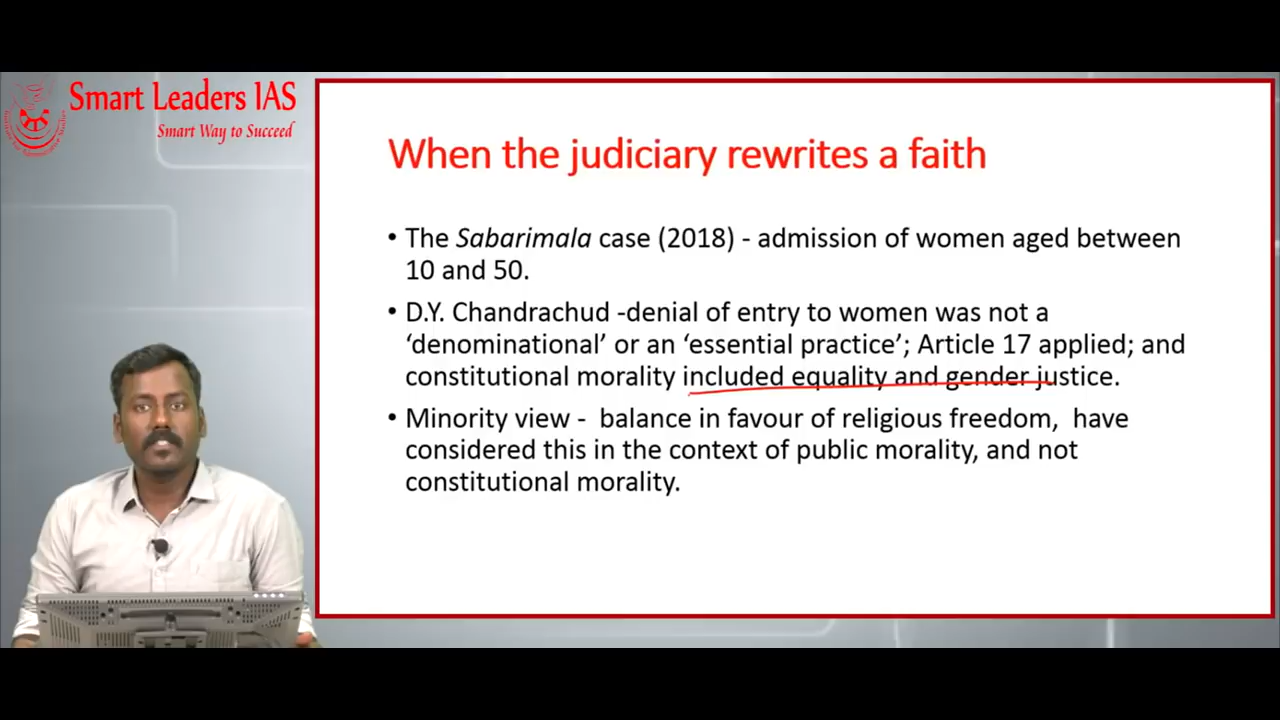 Smart Leaders IAS
Smart Way to Succeed
When the judiciary rewrites a faith
• The Sabarimala case (2018) - admission of women aged between
10 and 50.
• D.Y. Chandrachud -denial of entry to women was not a
‘denominational’ or an ‘essential practice’; Article 17 applied; and
constitutional morality included equality and gender justice.
• Minority view -  balance in favour of religious freedom,  have
considered this in the context of public morality, and not
constitutional morality.